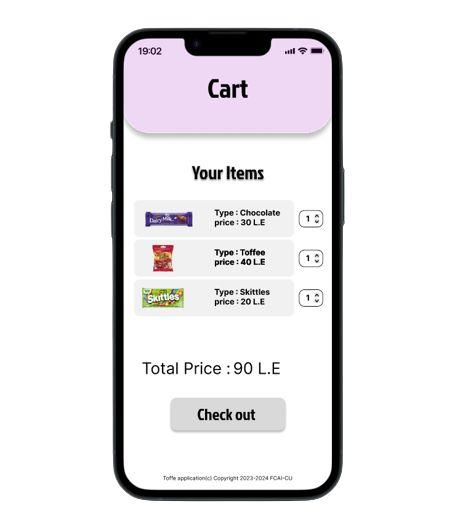 19:02
Cart
Your Items
Dairy Milk
Type : Chocolate
price : 30 L.E
1
Type : Toffee
price : 40 L.E
1
Skittles
Type : Skittles
price : 20 L.E
1
Total Price : 90 L.E
Check out
Toffe application(c) Copyright 2023-2024 FCAI-CU